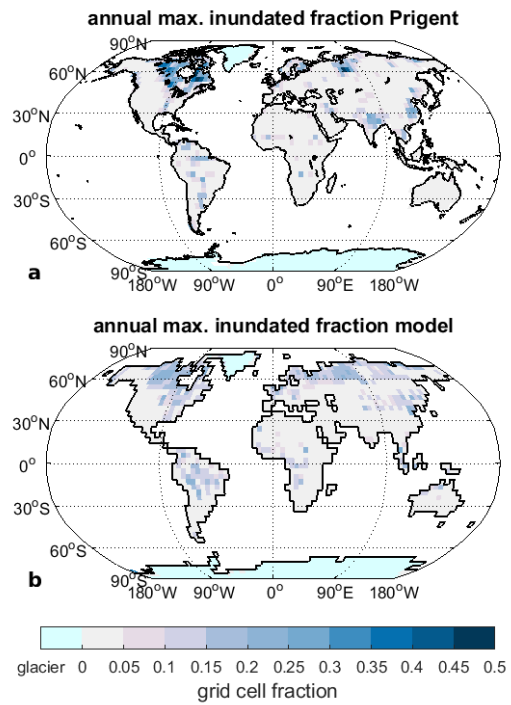 annual max. inundated fraction Prigent
90°N
60°N
30°N
0°
30°S
60°S
90°S
180°W 90°W 0° 90°E 180°W
a
annual max. inundated fraction model
90°N
60°N
30°N
0°
30°S
60°S
90°S
180°W 90°W 0° 90°E 180°W
b
glacier 0 0.05 0.1 0.15 0.2 0.25 0.3 0.35 0.4 0.45 0.5
grid cell fraction